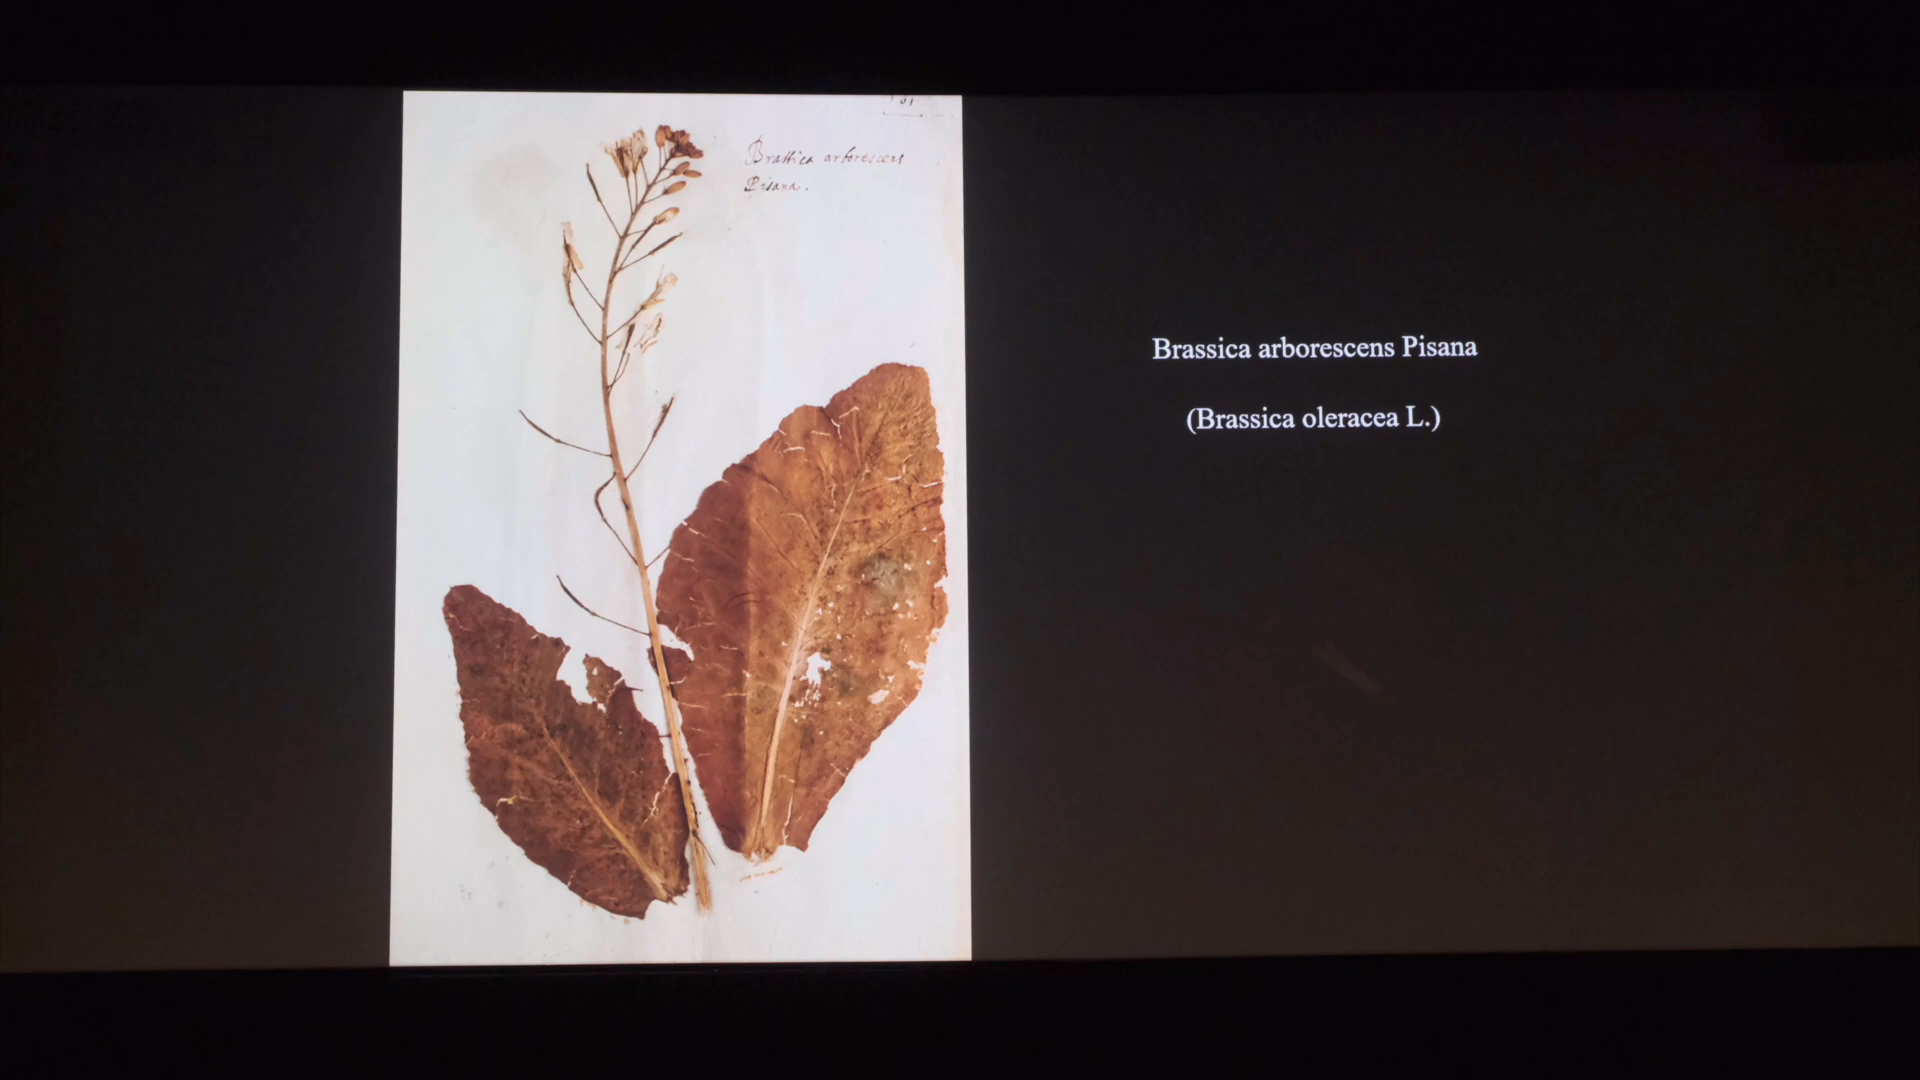 Brassica arborescens
Pisana.
Brassica arborescens Pisana
(Brassica oleracea L.)